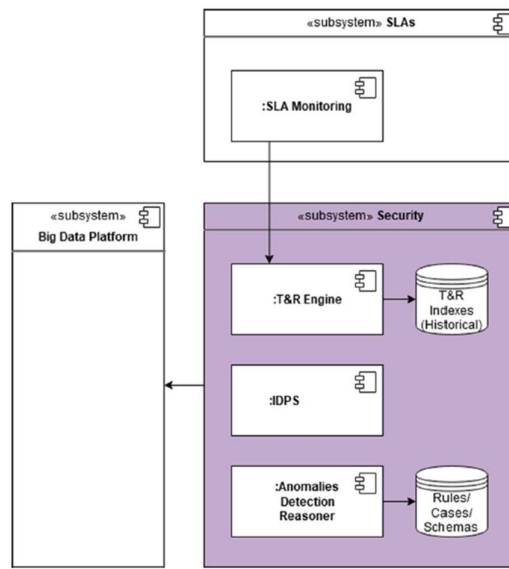 «subsystem» SLAs
:SLA Monitoring
«subsystem»
Big Data Platform
«subsystem» Security
:T&R Engine
T&R
Indexes
(Historical)
:IDPS
:Anomalies
Detection
Reasoner
Rules/
Cases/
Schemas